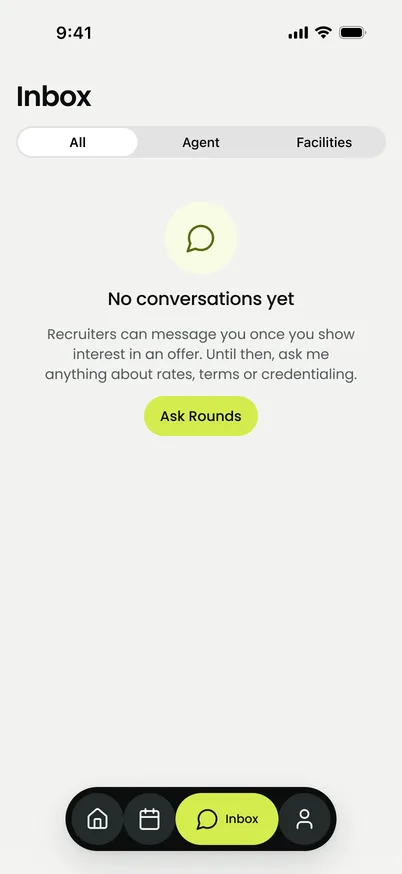 9:41
Inbox
All
Agent
Facilities
No conversations yet
Recruiters can message you once you show
interest in an offer. Until then, ask me
anything about rates, terms or credentialing.
Ask Rounds
Inbox